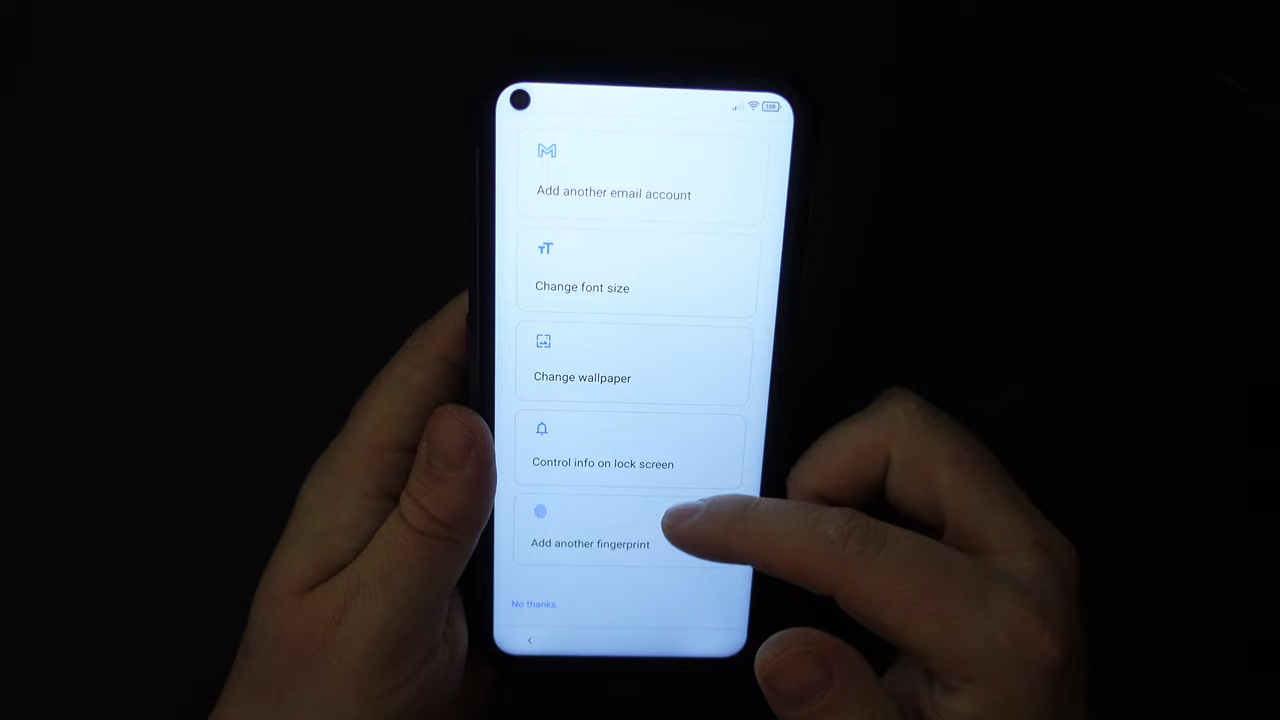 100
Add another email account
Change font size
Change wallpaper
Control info on lock screen
Add another fingerprint
No thanks